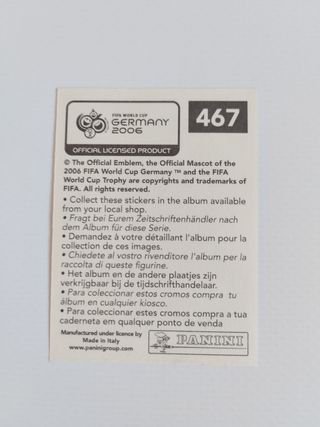 FIFA WORLD CUP
GERMANY
2006
467
OFFICIAL LICENSED PRODUCT
© The Official Emblem, the Official Mascot of the
2006 FIFA World Cup Germany ™ and the FIFA
World Cup Trophy are copyrights and trademarks of
FIFA. All rights reserved.
• Collect these stickers in the album available
from your local shop.
• Fragt bei Eurem Zeitschriftenhändler nach
dem Album für diese Serie.
• Demandez à votre détaillant l'album pour la
collection de ces images.
• Chiedete al vostro rivenditore l'album per la
raccolta di queste figurine.
• Het album en de andere plaatjes zijn
verkrijgbaar bij de tijdschrifthandelaar.
• Para coleccionar estos cromos compra tu
álbum en cualquier kiosco.
• Para coleccionar estes cromos compra a tua
caderneta em qualquer ponto de venda
Manufactured under licence by
Made in Italy
www.paninigroup.com
PANINI